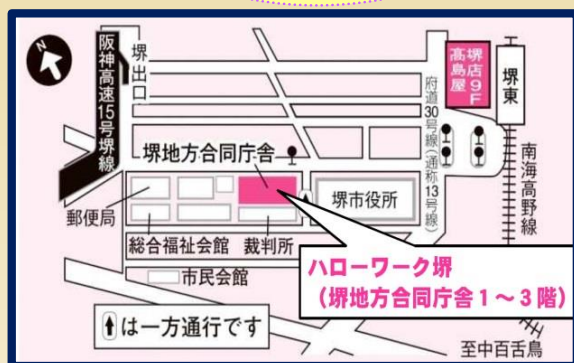 N
阪神高速15号堺線
堺出口
府道30号線(通称13号線)
堺店9F
高島屋
堺東
南海高野線
堺地方合同庁舎
郵便局
堺市役所
総合福祉会館
裁判所
市民会館
ハローワーク堺
(堺地方合同庁舎1~3階)
は一方通行です
至中百舌鳥